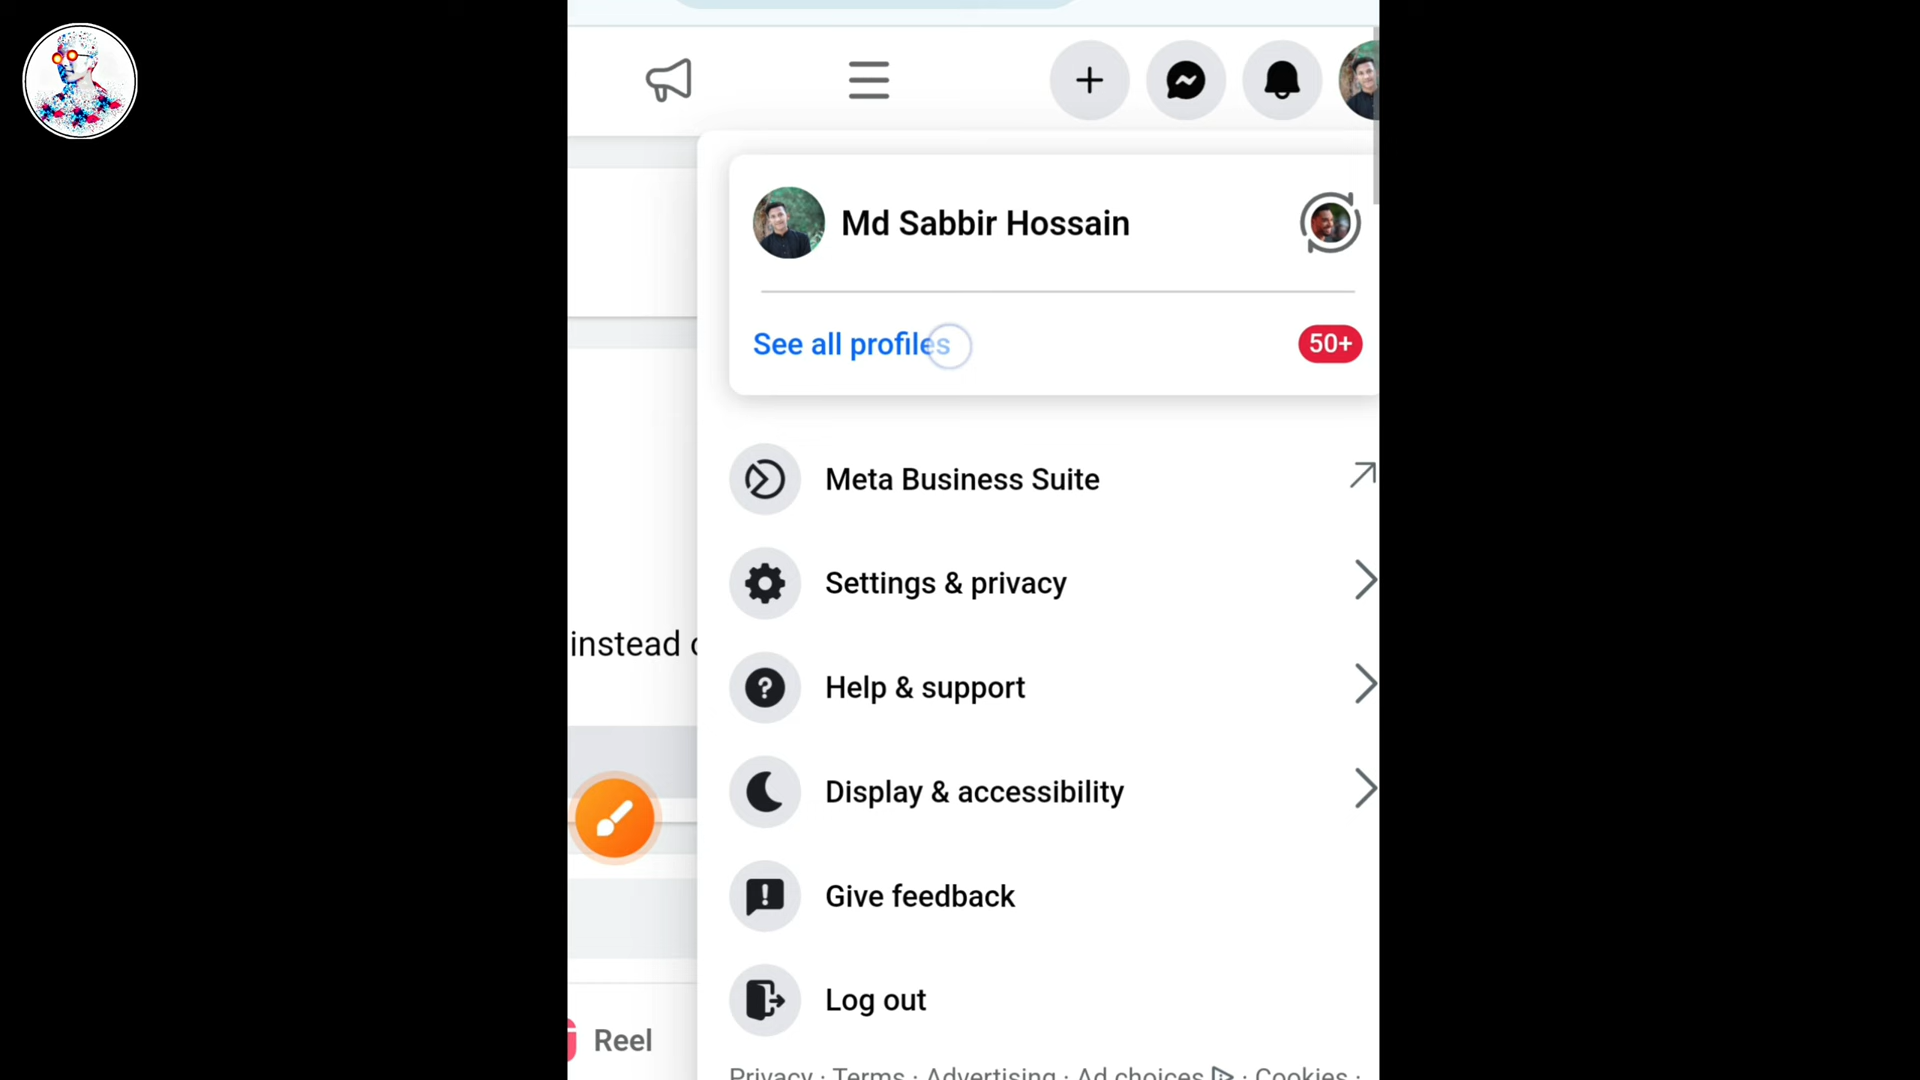 Md Sabbir Hossain
See all profiles
50+
Meta Business Suite
Settings & privacy
instead
Help & support
Display & accessibility
Give feedback
Log out
Reel
Privacy · Terms · Advertising · Ad choices · Cookies ·